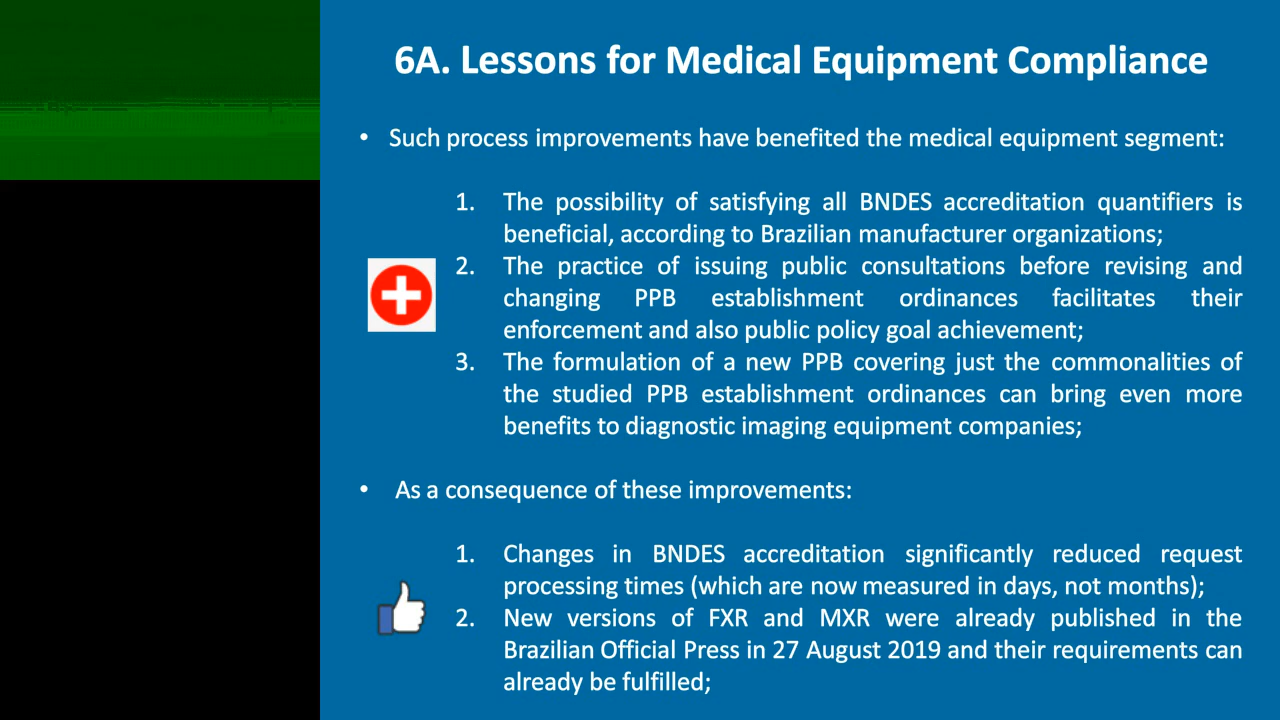 6A. Lessons for Medical Equipment Compliance
• Such process improvements have benefited the medical equipment segment:
1. The possibility of satisfying all BNDES accreditation quantifiers is
beneficial, according to Brazilian manufacturer organizations;
2. The practice of issuing public consultations before revising and
changing PPB establishment ordinances facilitates their
enforcement and also public policy goal achievement;
3. The formulation of a new PPB covering just the commonalities of
the studied PPB establishment ordinances can bring even more
benefits to diagnostic imaging equipment companies;
• As a consequence of these improvements:
1. Changes in BNDES accreditation significantly reduced request
processing times (which are now measured in days, not months);
2. New versions of FXR and MXR were already published in the
Brazilian Official Press in 27 August 2019 and their requirements can
already be fulfilled;